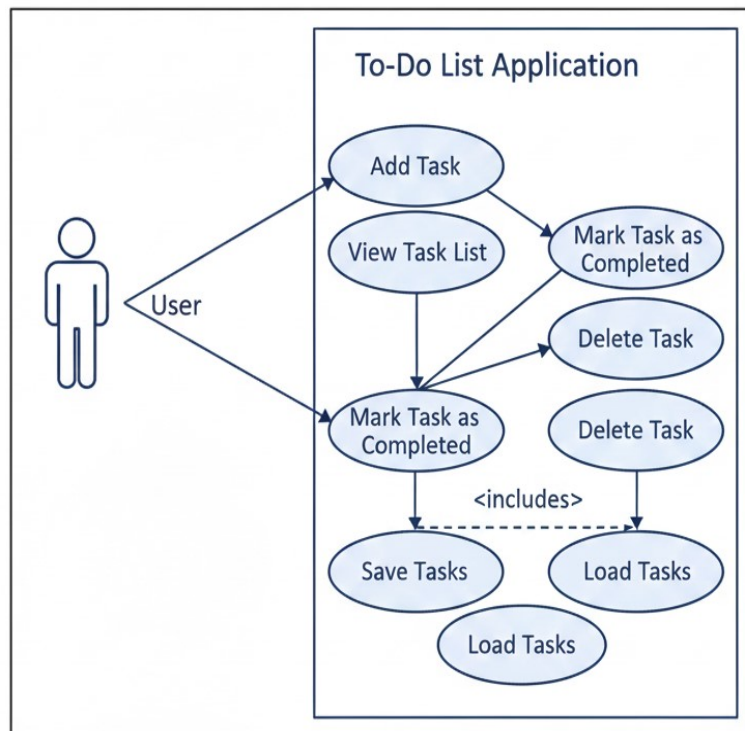 To-Do List Application
Add Task
View Task List
Mark Task as
Completed
User
Delete Task
Mark Task as
Completed
Delete Task
<includes>
Save Tasks
Load Tasks
Load Tasks